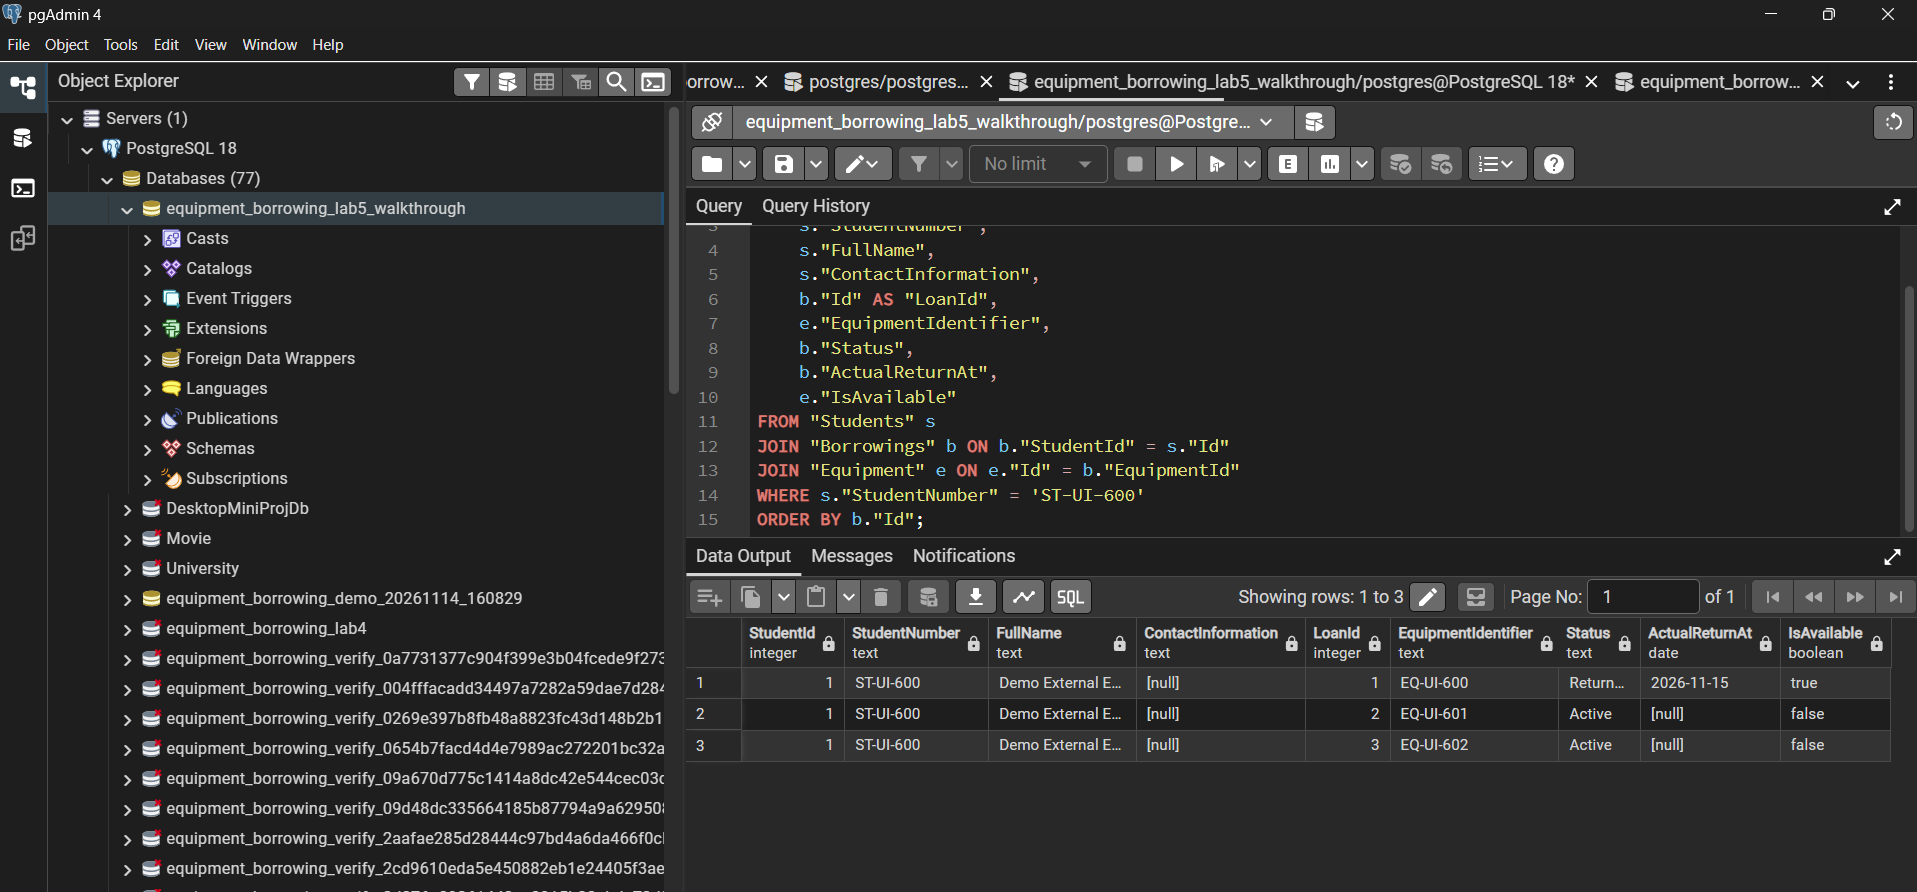 pgAdmin 4
File Object Tools Edit View Window Help
Object Explorer
Servers (1)
PostgreSQL 18
Databases (77)
equipment_borrowing_lab5_walkthrough
Casts
Catalogs
Event Triggers
Extensions
Foreign Data Wrappers
Languages
Publications
Schemas
Subscriptions
DesktopMiniProjDb
Movie
University
equipment_borrowing_demo_20261114_160829
equipment_borrowing_lab4
equipment_borrowing_verify_0a7731377c904f399e3b04fcede9f273
equipment_borrowing_verify_004fffacadd34497a7282a59dae7d284
equipment_borrowing_verify_0269e397b8fb48a8823fc43d148b2b1
equipment_borrowing_verify_0654b7facd4d4e7989ac272201bc32a
equipment_borrowing_verify_09a670d775c1414a8dc42e544cec03c
equipment_borrowing_verify_09d48dc335664185b87794a9a62950
equipment_borrowing_verify_2aafae285d28444c97bd4a6da466f0c
equipment_borrowing_verify_2cd9610eda5e450882eb1e24405f3ae
orrow... postgres/postgres... equipment_borrowing_lab5_walkthrough/postgres@PostgreSQL 18* equipment_borrow...
equipment_borrowing_lab5_walkthrough/postgres@Postgre...
No limit E
Query Query History
3 s."StudentNumber",
4 s."FullName",
5 s."ContactInformation",
6 b."Id" AS "LoanId",
7 e."EquipmentIdentifier",
8 b."Status",
9 b."ActualReturnAt",
10 e."IsAvailable"
11 FROM "Students" s
12 JOIN "Borrowings" b ON b."StudentId" = s."Id"
13 JOIN "Equipment" e ON e."Id" = b."EquipmentId"
14 WHERE s."StudentNumber" = 'ST-UI-600'
15 ORDER BY b."Id";
Data Output Messages Notifications
SQL Showing rows: 1 to 3 Page No: 1 of 1
StudentId StudentNumber FullName ContactInformation LoanId EquipmentIdentifier Status ActualReturnAt IsAvailable
integer text text text integer text text date boolean
1 1 ST-UI-600 Demo External E... [null] 1 EQ-UI-600 Return... 2026-11-15 true
2 1 ST-UI-600 Demo External E... [null] 2 EQ-UI-601 Active [null] false
3 1 ST-UI-600 Demo External E... [null] 3 EQ-UI-602 Active [null] false